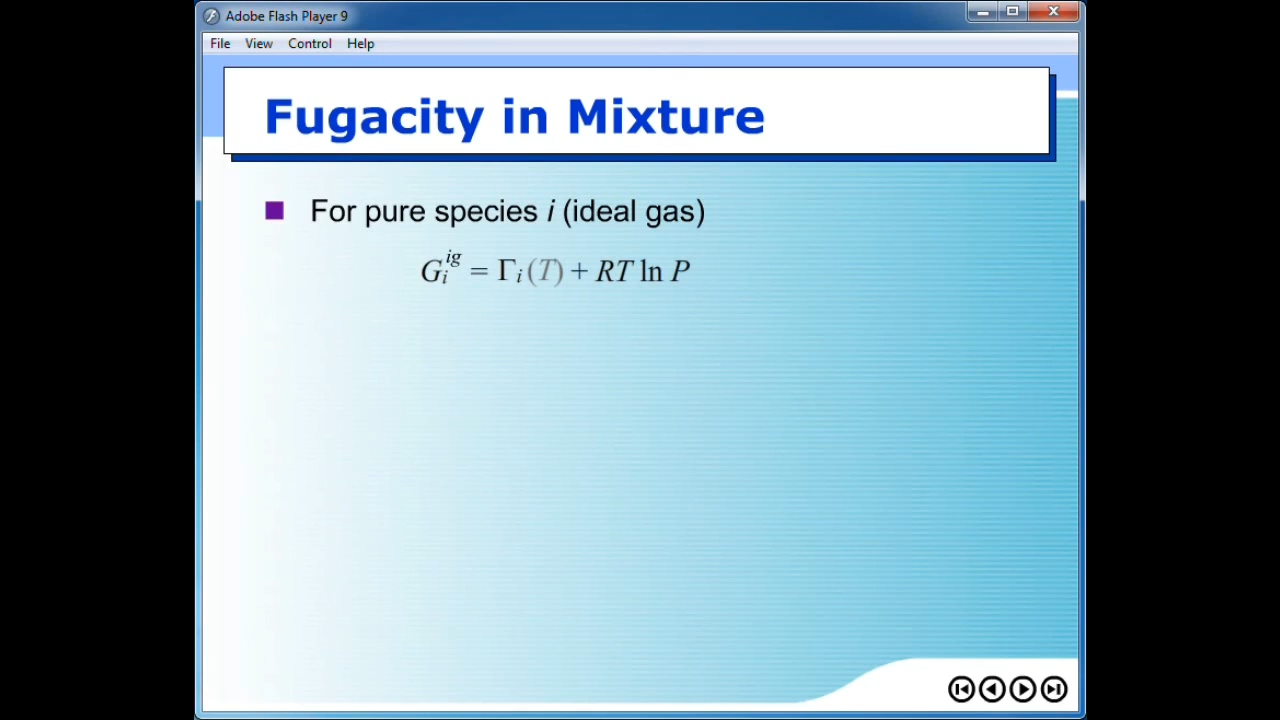 Adobe Flash Player 9
File View Control Help
Fugacity in Mixture
For pure species i (ideal gas)
G_i^{ig} = Γ_i(T) + RT ln P